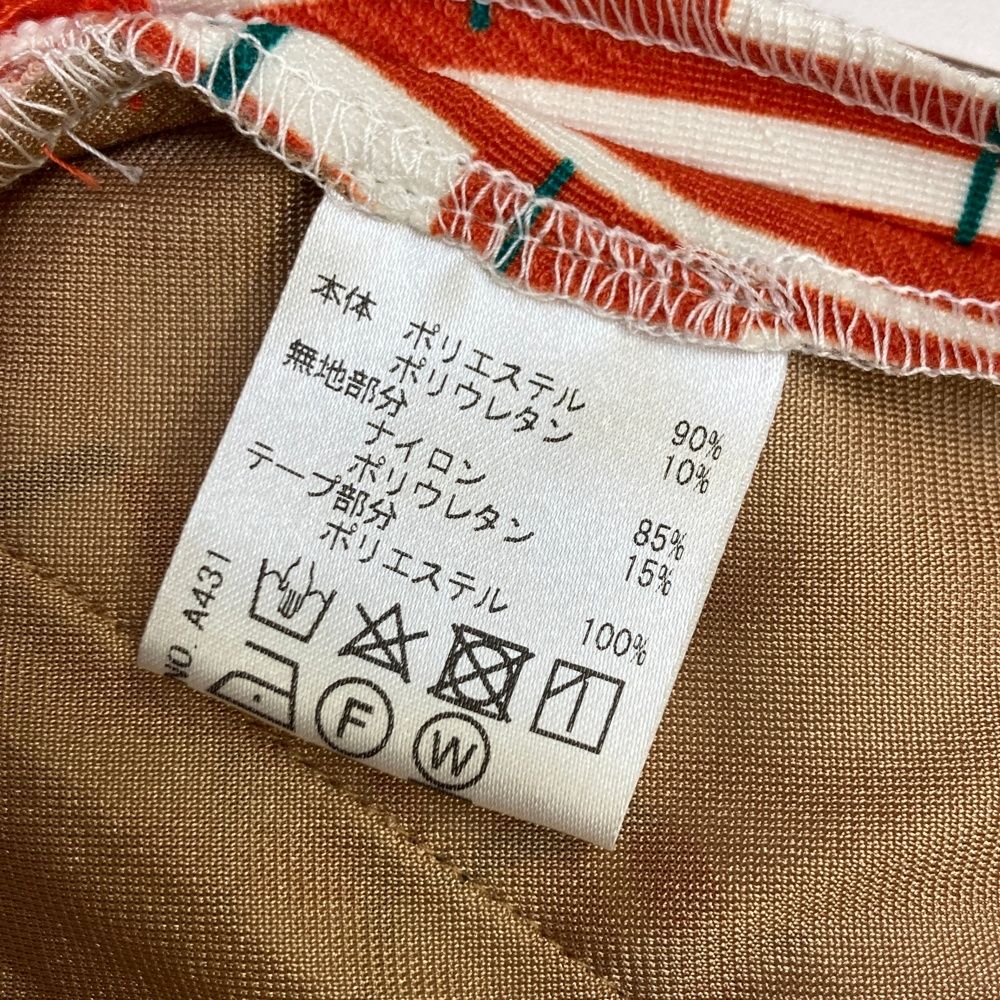 本体 ポリエステル 90%
ポリウレタン 10%
無地部分
ナイロン 85%
ポリウレタン 15%
テープ部分
ポリエステル 100%
NO. A431
F
W